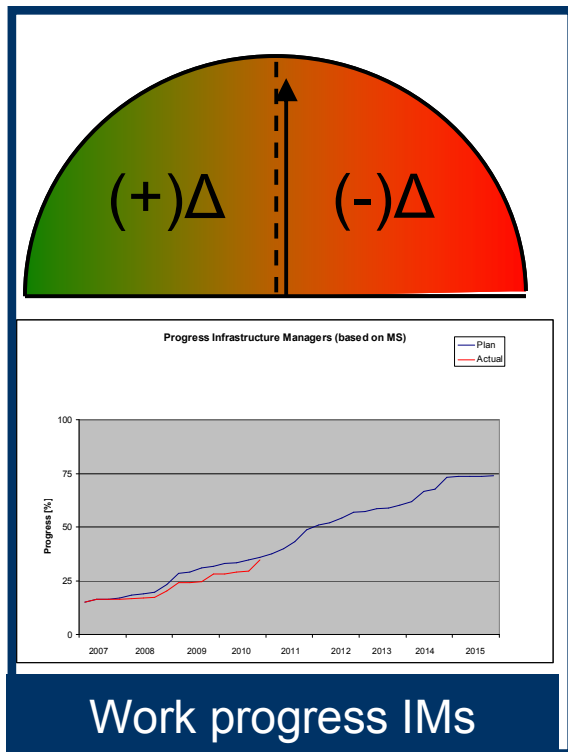 (+)Δ (-)Δ
Progress Infrastructure Managers (based on MS)
Plan
Actual
100
75
50
25
0
Progress [%]
2007 2008 2009 2010 2011 2012 2013 2014 2015
Work progress IMs